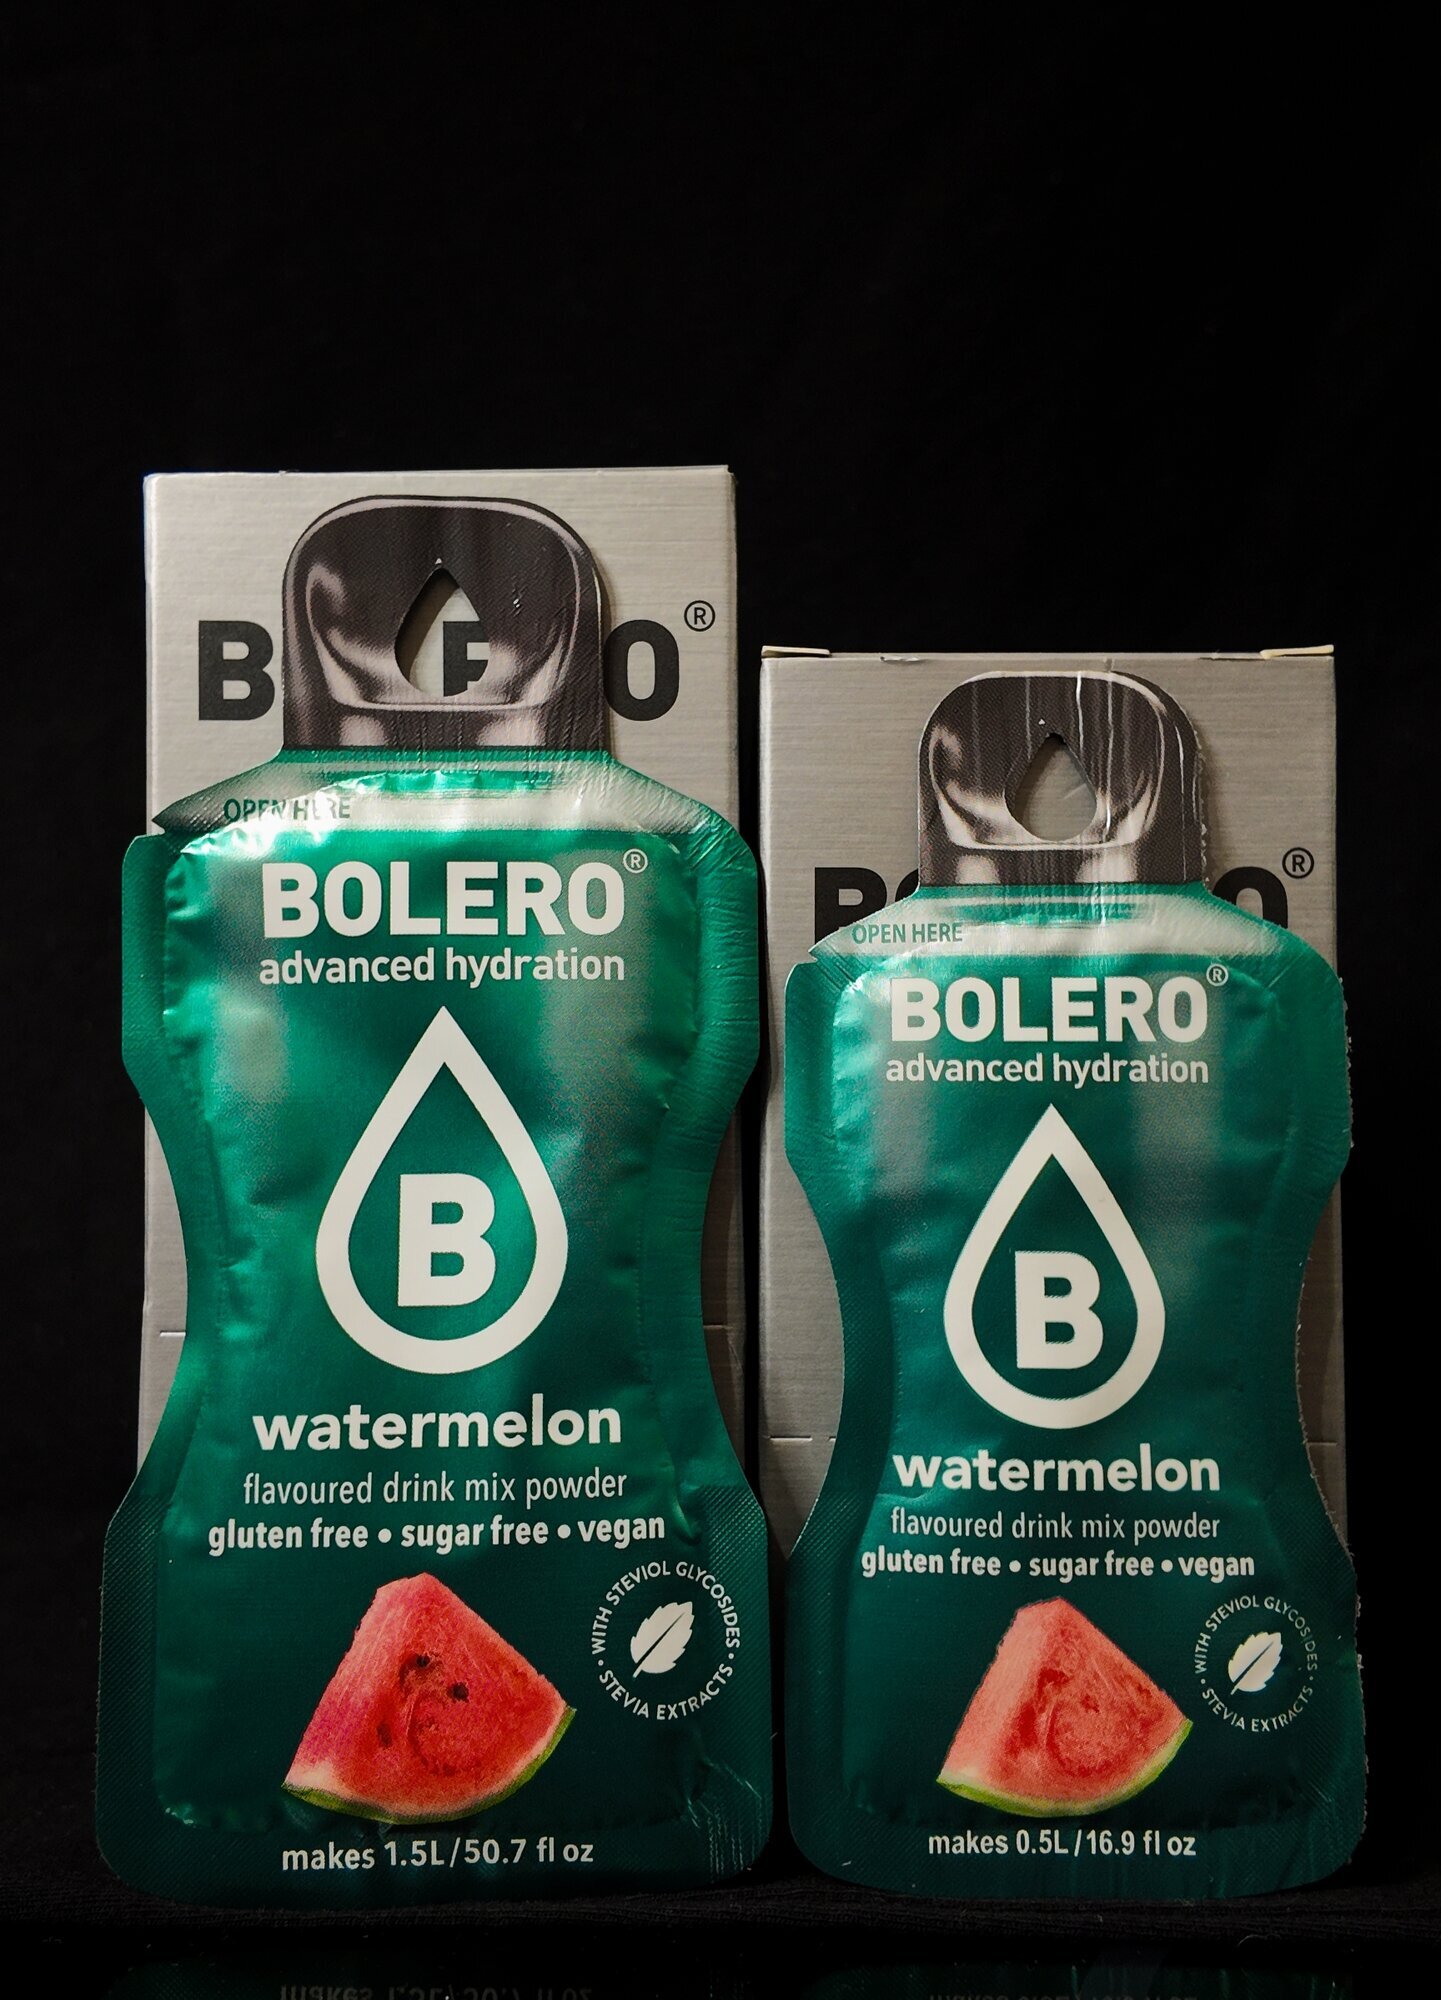 BOLERO®
OPEN HERE
BOLERO®
advanced hydration
B
watermelon
flavoured drink mix powder
gluten free • sugar free • vegan
WITH STEVIOL GLYCOSIDES • STEVIA EXTRACTS •
makes 1.5L/50.7 fl oz
BOLERO®
OPEN HERE
BOLERO®
advanced hydration
B
watermelon
flavoured drink mix powder
gluten free • sugar free • vegan
WITH STEVIOL GLYCOSIDES • STEVIA EXTRACTS •
makes 0.5L/16.9 fl oz